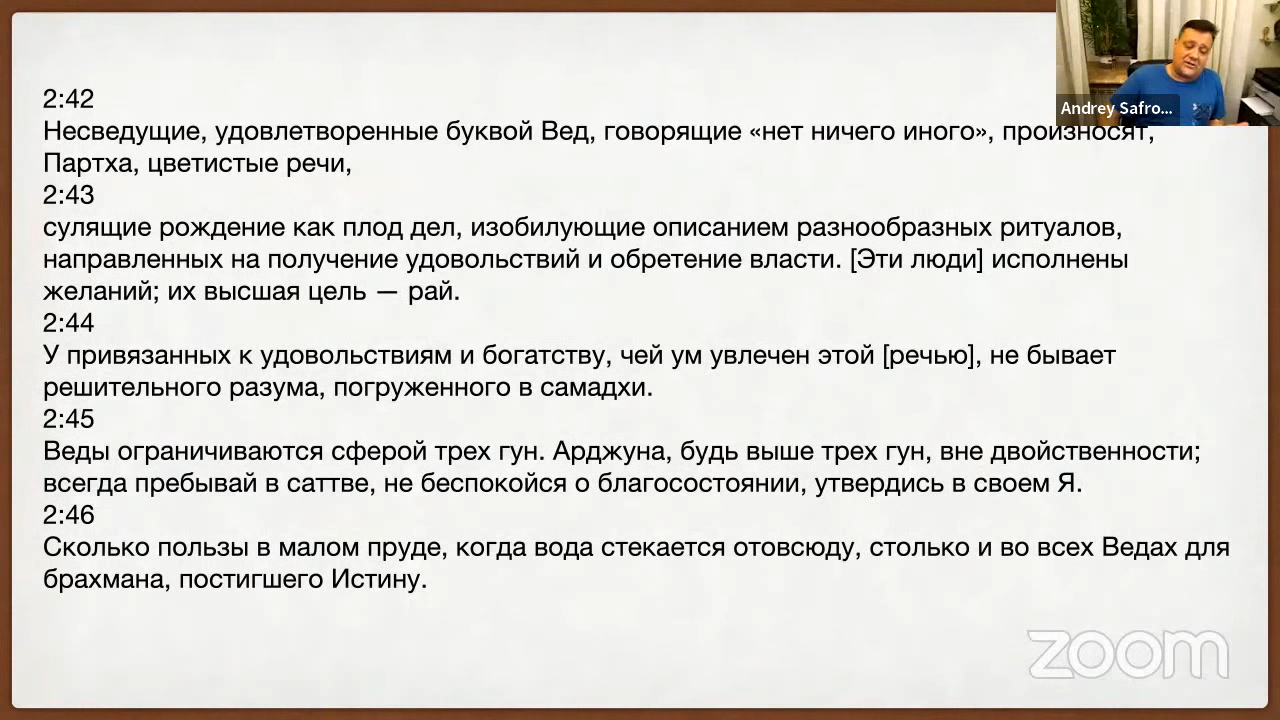 Andrey Safro...
2:42
Несведущие, удовлетворенные буквой Вед, говорящие «нет ничего иного», произносят,
Партха, цветистые речи,
2:43
сулящие рождение как плод дел, изобилующие описанием разнообразных ритуалов,
направленных на получение удовольствий и обретение власти. [Эти люди] исполнены
желаний; их высшая цель — рай.
2:44
У привязанных к удовольствиям и богатству, чей ум увлечен этой [речью], не бывает
решительного разума, погруженного в самадхи.
2:45
Веды ограничиваются сферой трех гун. Арджуна, будь выше трех гун, вне двойственности;
всегда пребывай в саттве, не беспокойся о благосостоянии, утвердись в своем Я.
2:46
Сколько пользы в малом пруде, когда вода стекается отовсюду, столько и во всех Ведах для
брахмана, постигшего Истину.
zoom